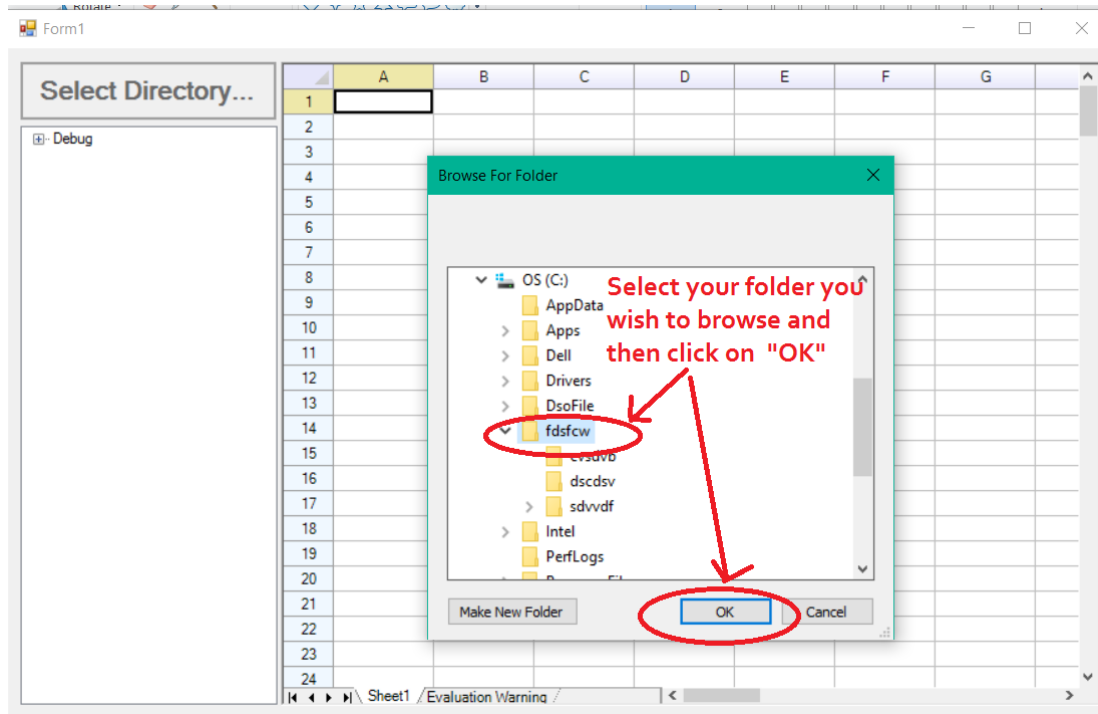 Rotate
Form1
Select Directory...
A B C D E F G
Debug
1
2
3
4
5
6
7
8
9
10
11
12
13
14
15
16
17
18
19
20
21
22
23
24
Browse For Folder
OS (C:)
AppData
Apps
Dell
Drivers
DsoFile
fdsfcw
cvsdvb
dscdsv
sdvvdf
Intel
PerfLogs
Select your folder you
wish to browse and
then click on "OK"
Make New Folder
OK
Cancel
Sheet1
Evaluation Warning